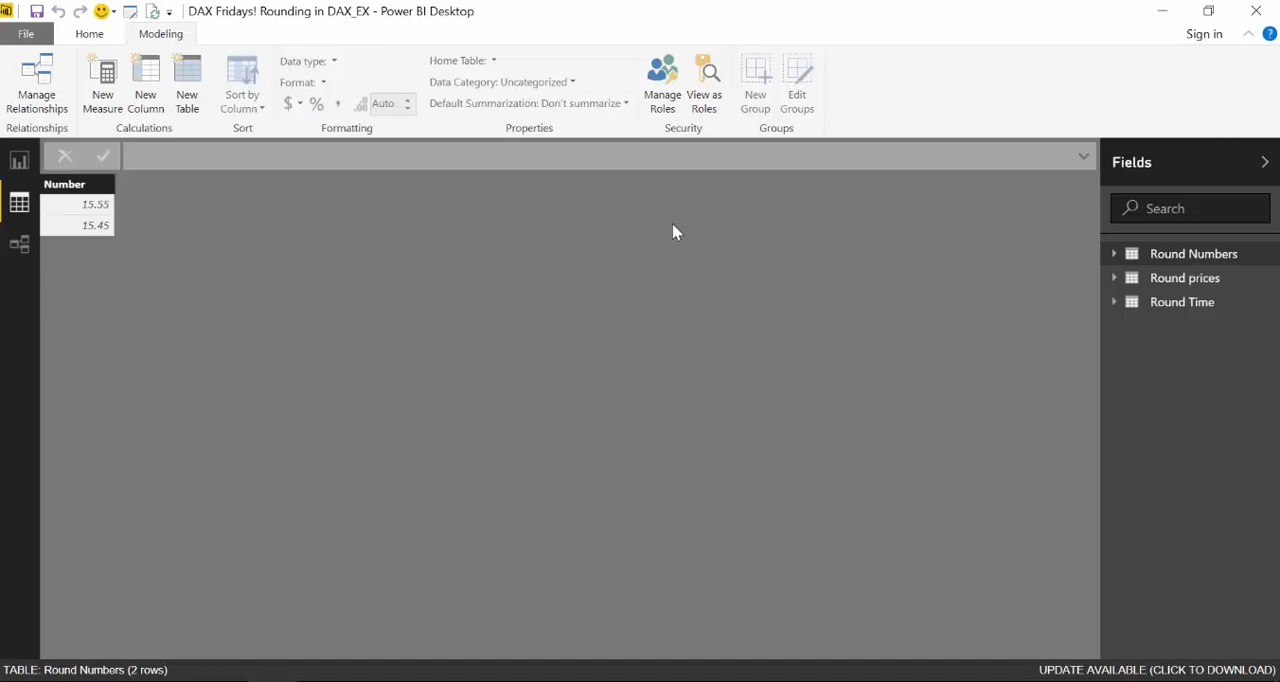 DAX Fridays! Rounding in DAX_EX - Power BI Desktop
File
Home
Modeling
Sign in
Manage
Relationships
New
Measure
New
Column
New
Table
Sort by
Column
Data type:
Format:
$
%
Auto
Home Table:
Data Category: Uncategorized
Default Summarization: Don't summarize
Manage
Roles
View as
Roles
New
Group
Edit
Groups
Relationships
Calculations
Sort
Formatting
Properties
Security
Groups
Number
15.55
15.45
Fields
Search
Round Numbers
Round prices
Round Time
TABLE: Round Numbers (2 rows)
UPDATE AVAILABLE (CLICK TO DOWNLOAD)